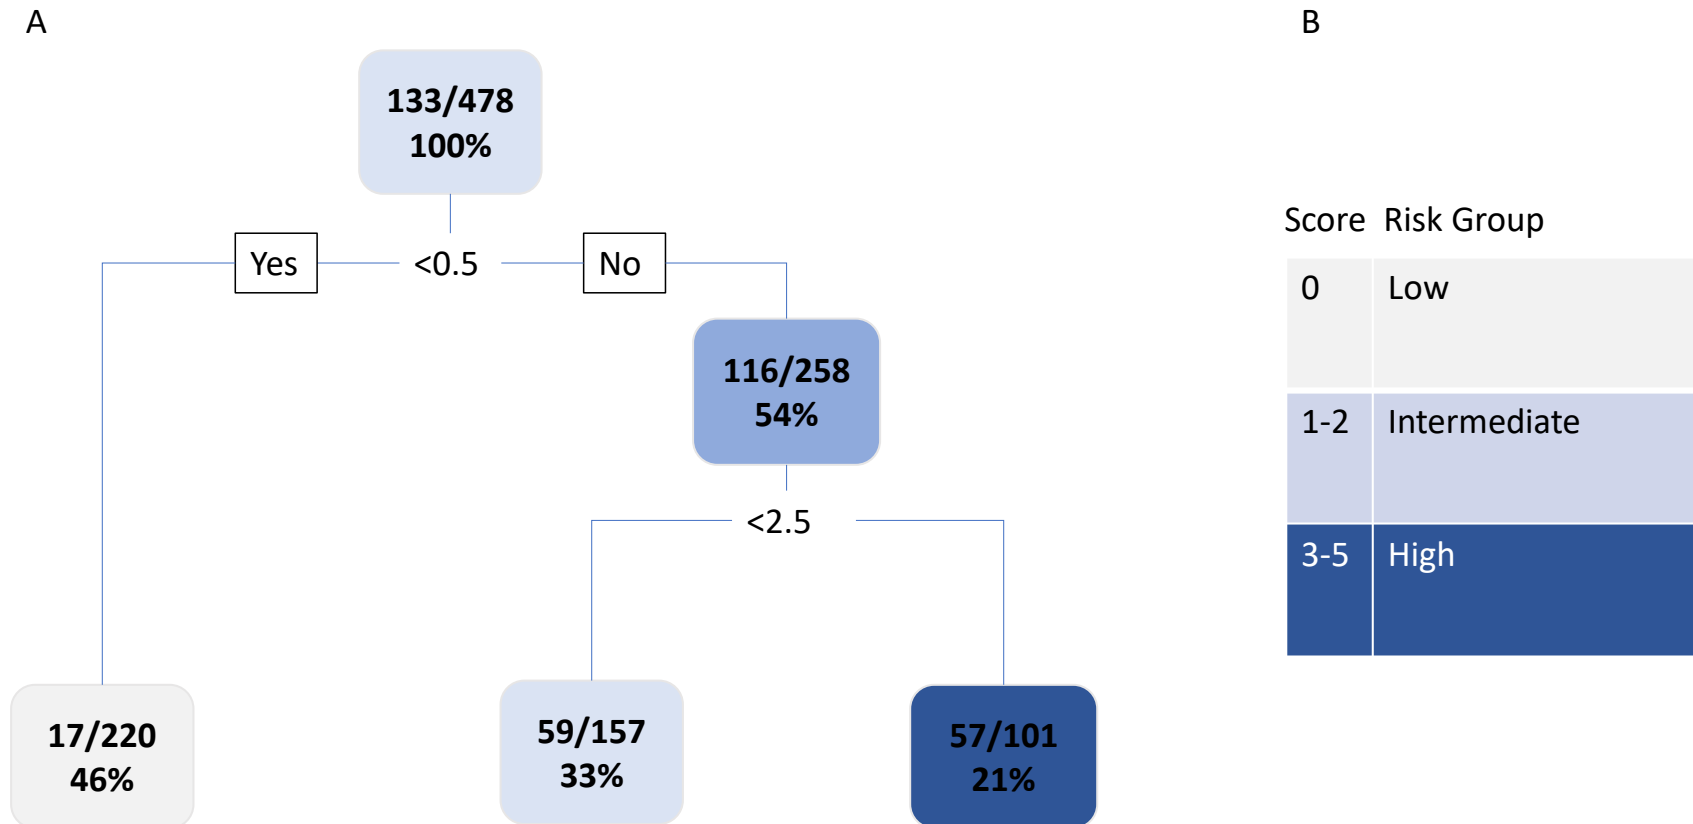 A
133/478
100%
Yes
<0.5
No
116/258
54%
<2.5
17/220
46%
59/157
33%
57/101
21%
B
Score Risk Group
0 Low
1-2 Intermediate
3-5 High